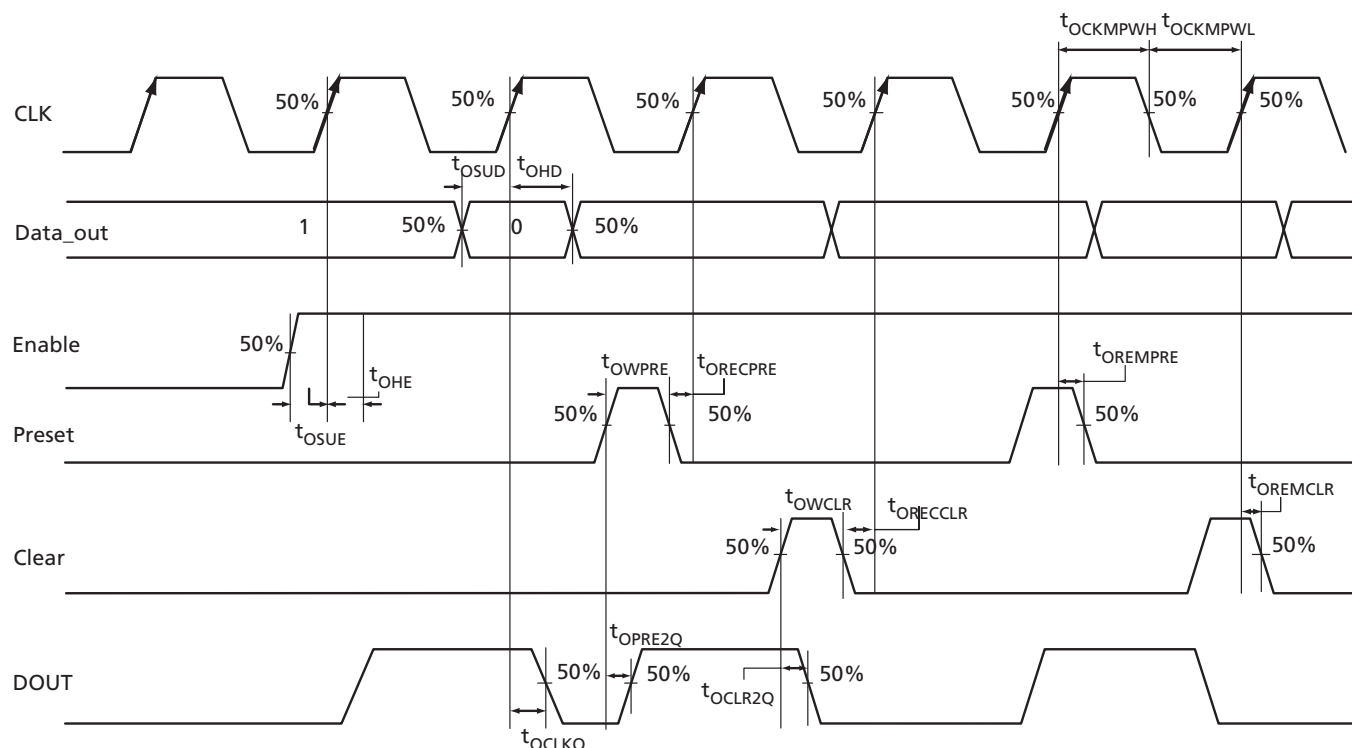 tOCKMPWH tOCKMPWL
CLK
50% 50% 50% 50% 50% 50% 50%
tOSUD tOHD
Data_out
1 50% 0 50%
Enable
50%
tOHE
tOSUE
tOWPRE tORECPRE tOREMPRE
Preset
50% 50% 50%
tOWCLR tORECCLR tOREMCLR
Clear
50% 50% 50%
tOPRE2Q
DOUT
50% 50% 50%
tOCLR2Q
tOCLKQ